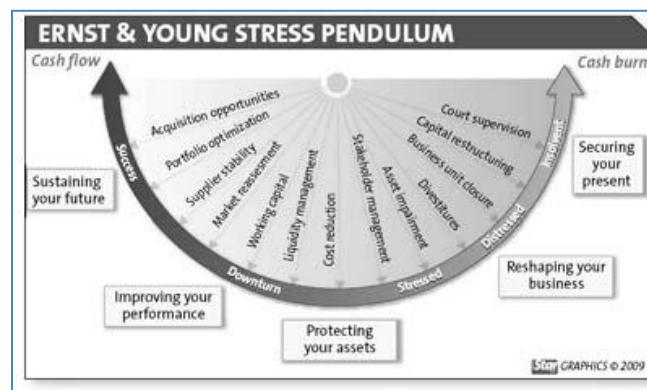 ERNST & YOUNG STRESS PENDULUM
Cash flow
Cash burn
Acquisition opportunities
Portfolio optimization
Supplier stability
Market reassesment
Working capital
Liquidity management
Cost reduction
Stakeholder management
Asset impairment
Divestitures
Business unit closure
Capital restructuring
Court supervision
Success
Downturn
Stressed
Distressed
Insolvent
Sustaining
your future
Improving your
performance
Protecting
your assets
Reshaping your
business
Securing
your
present
Star GRAPHICS © 2009